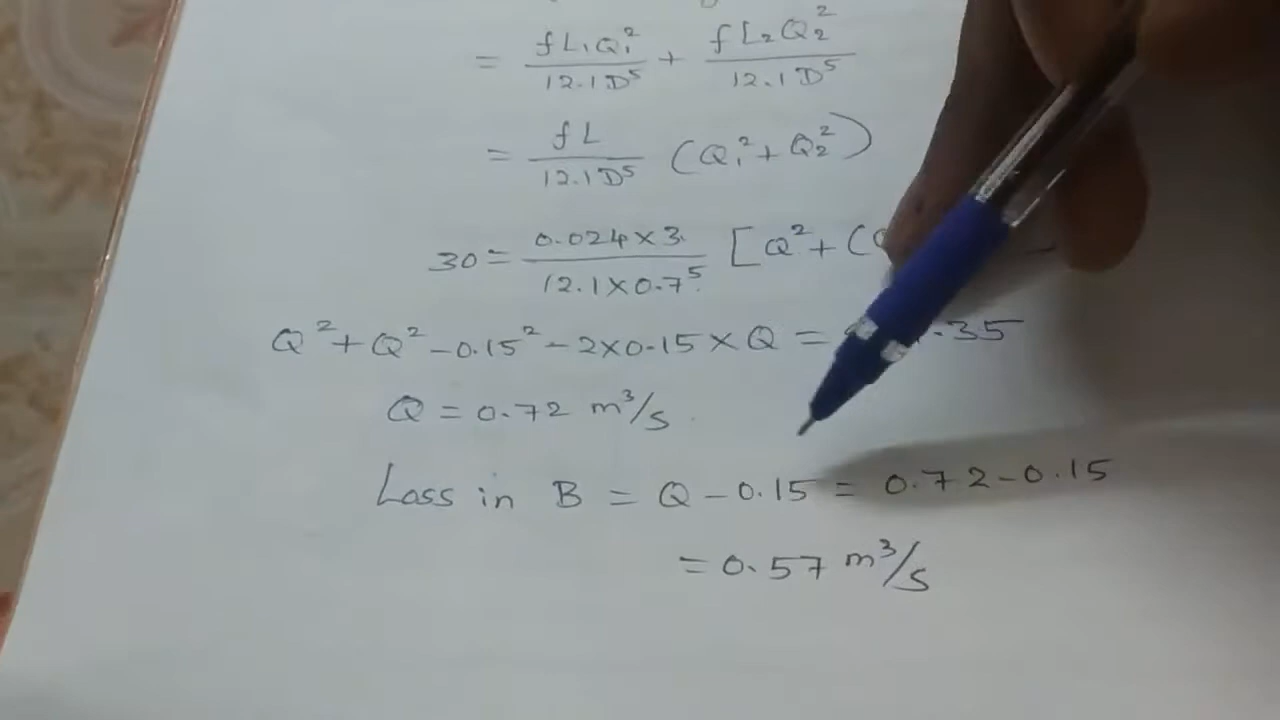 = fL₁Q₁²/12.1D⁵ + fL₂Q₂²/12.1D⁵
= fL/12.1D⁵ (Q₁² + Q₂²)
30 = 0.024×3/12.1×0.7⁵ [Q² + (
Q² + Q² - 0.15² - 2×0.15×Q = .35
Q = 0.72 m³/s.
Loss in B = Q - 0.15 = 0.72 - 0.15
= 0.57 m³/s